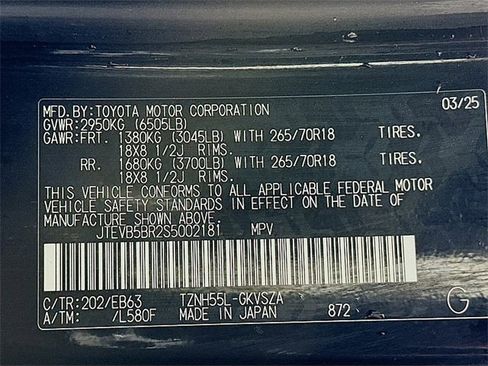 MFD.BY:TOYOTA MOTOR CORPORATION 03/25
GVWR:2950KG (6505LB)
GAWR:FRT. 1380KG (3045LB) WITH 265/70R18 TIRES.
18X8 1/2J RIMS.
RR. 1680KG (3700LB) WITH 265/70R18 TIRES.
18X8 1/2J RIMS.
THIS VEHICLE CONFORMS TO ALL APPLICABLE FEDERAL MOTOR
VEHICLE SAFETY STANDARDS IN EFFECT ON THE DATE OF
MANUFACTURE SHOWN ABOVE.
JTEVB5BR2S5002181 MPV
C/TR:202/EB63 TZNH55L-GKVSZA
A/TM: /L580F MADE IN JAPAN 872 G